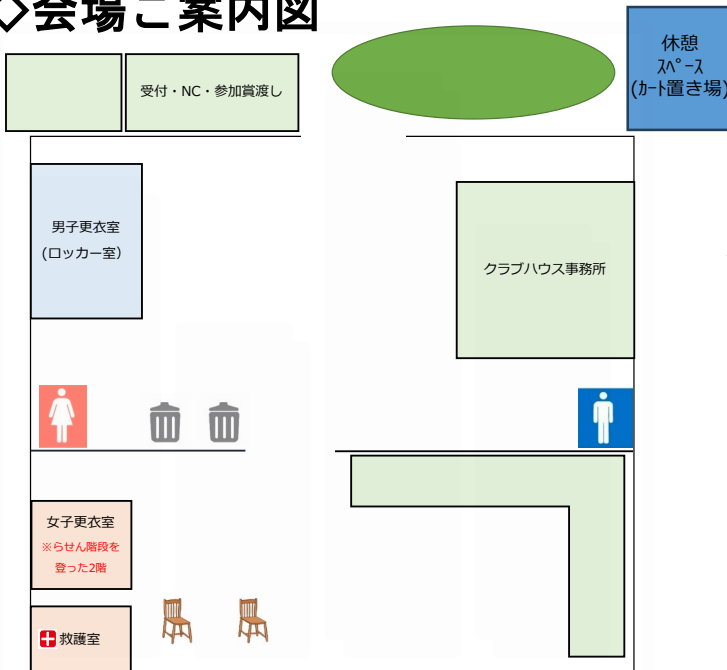 ◇会場ご案内図
受付・NC・参加賞渡し
休憩
ｽﾍﾟｰｽ
(ｶｰﾄ置き場)
男子更衣室
(ロッカー室）
クラブハウス事務所
女子更衣室
※らせん階段を
登った2階
救護室